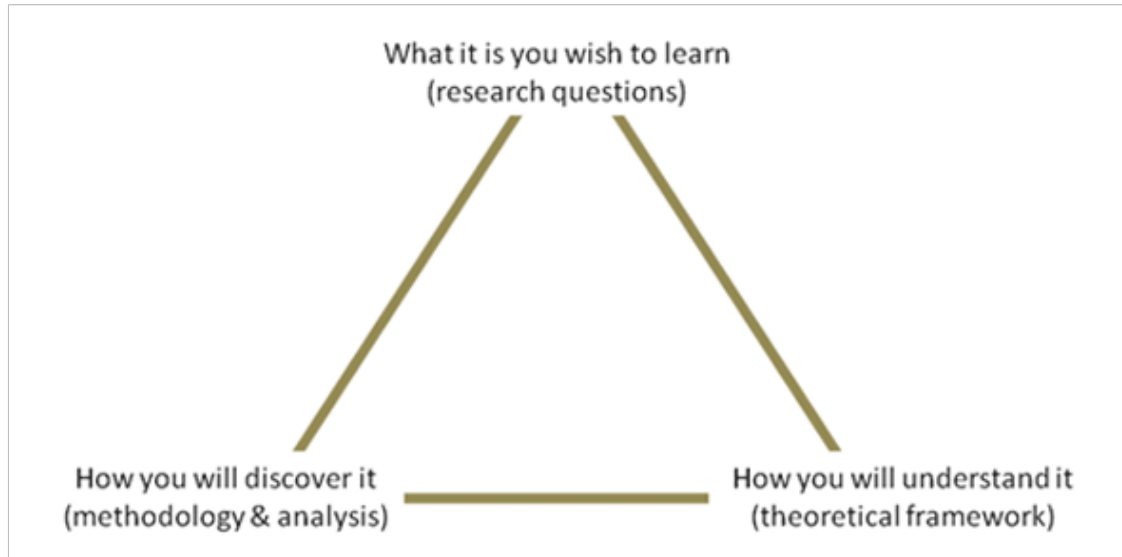 What it is you wish to learn
(research questions)
How you will discover it
(methodology & analysis)
How you will understand it
(theoretical framework)